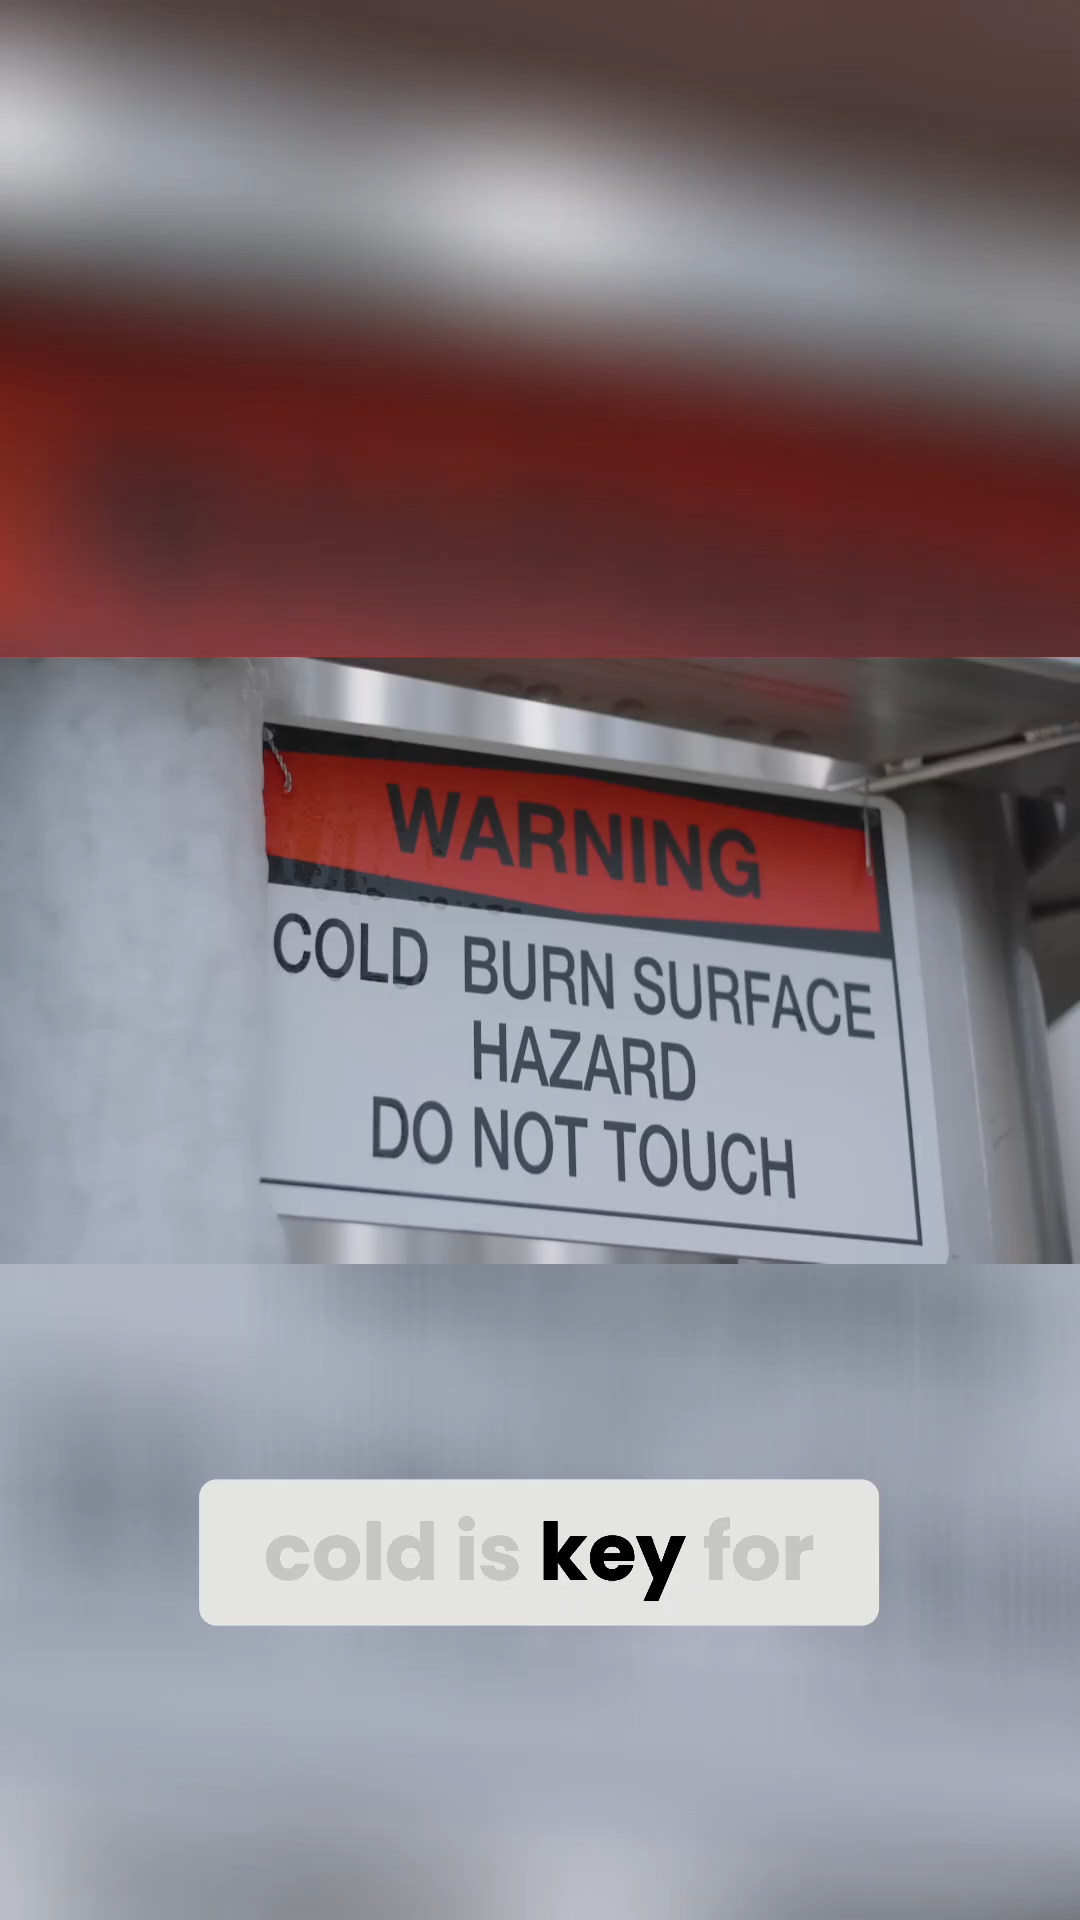 WARNING
COLD BURN SURFACE
HAZARD
DO NOT TOUCH
cold is key for